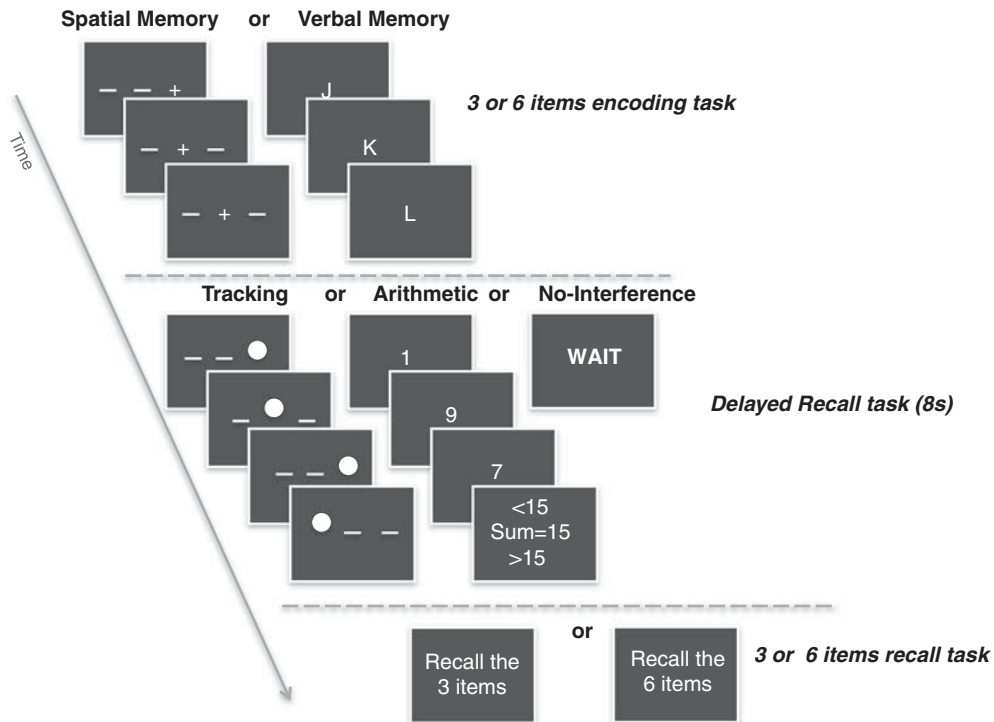 Spatial Memory or Verbal Memory
+ J
3 or 6 items encoding task
Time
+ K
+ L
Tracking or Arithmetic or No-Interference
1
WAIT
9
Delayed Recall task (8s)
7
<15
Sum=15
>15
or
Recall the
3 items
Recall the
6 items
3 or 6 items recall task